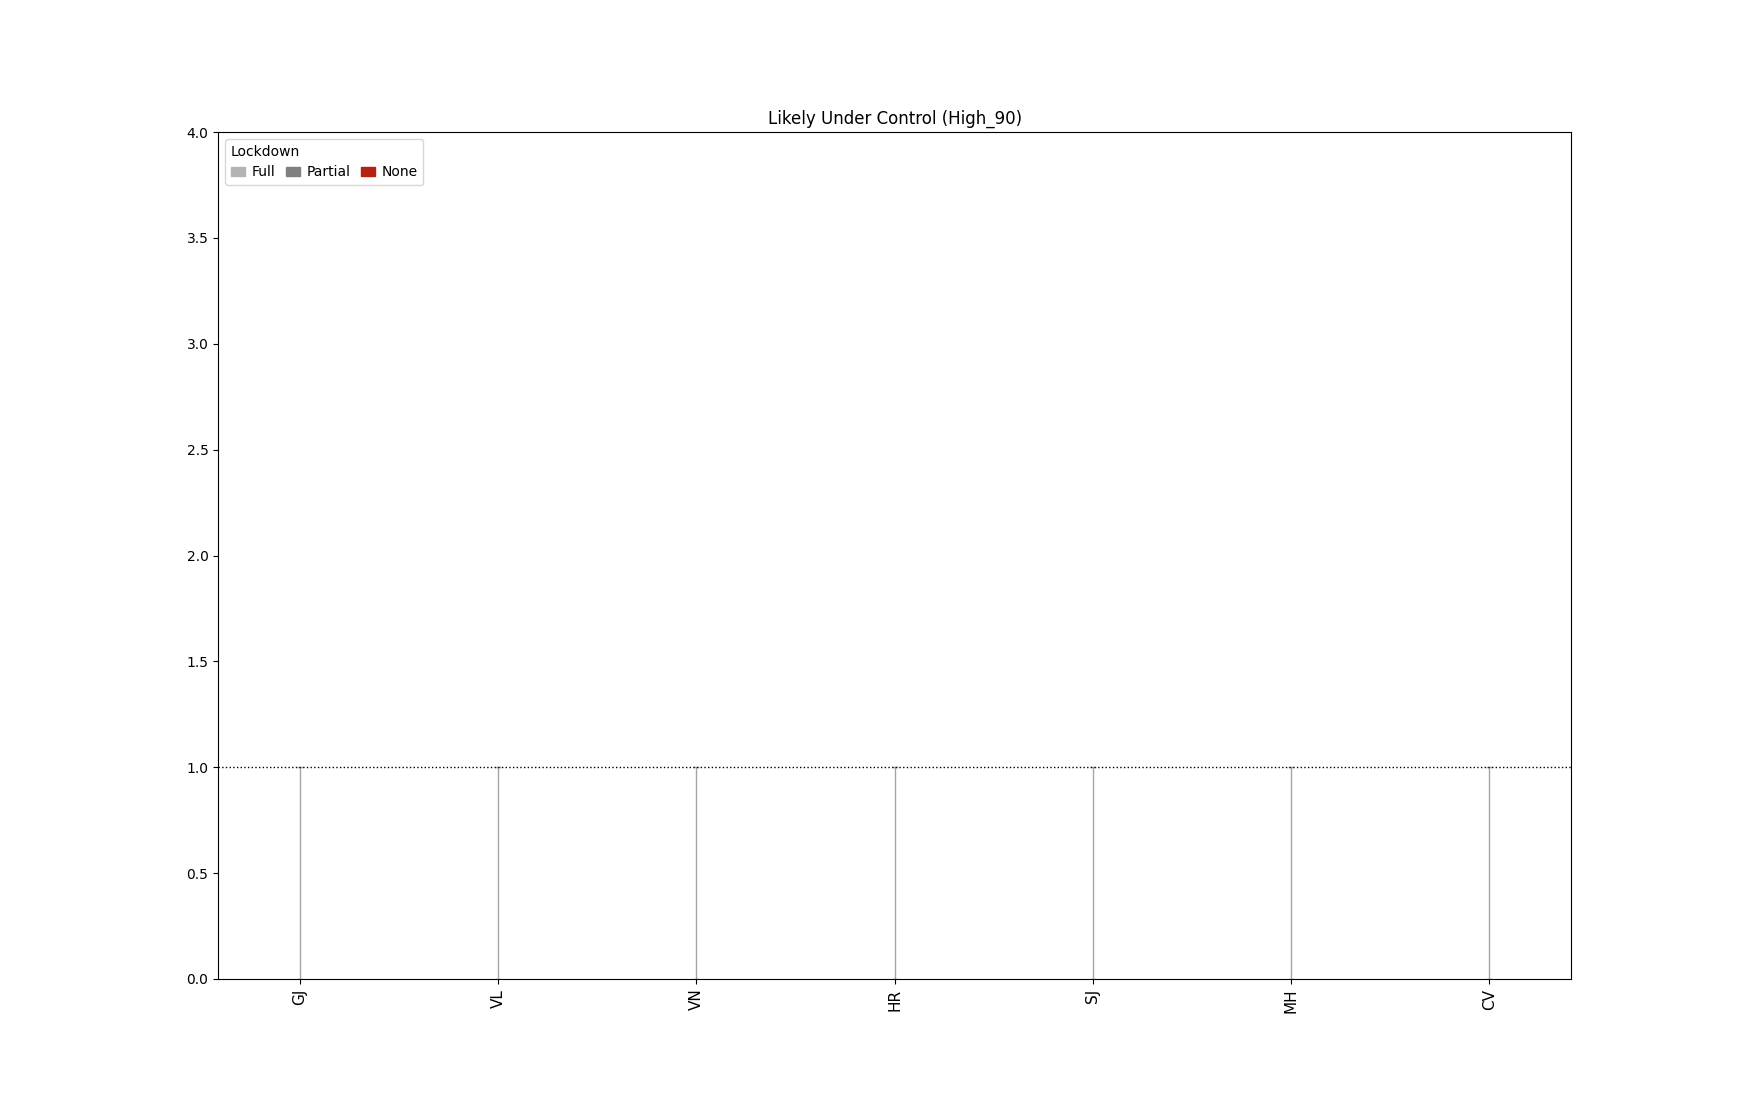 Likely Under Control (High_90)
4.0
Lockdown
Full Partial None
3.5
3.0
2.5
2.0
1.5
1.0
0.5
0.0
GJ VL VN HR SJ MH CV